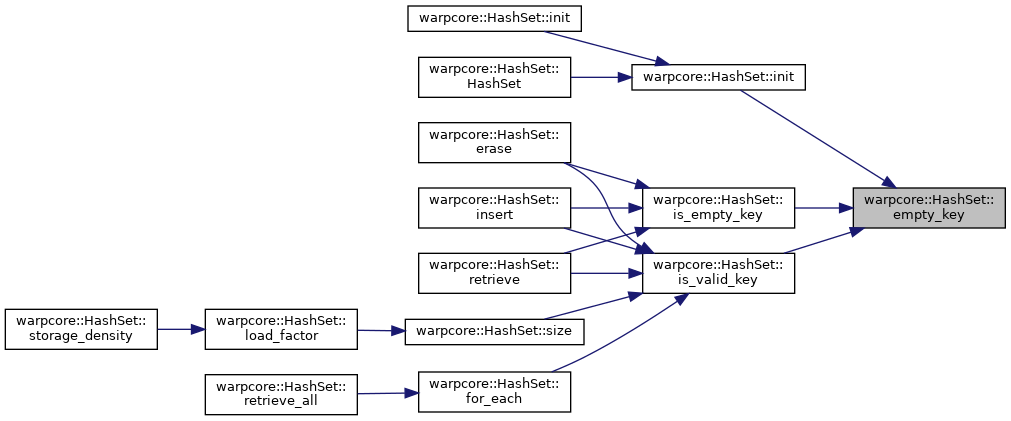 warpcore::HashSet::init
warpcore::HashSet::
HashSet
warpcore::HashSet::init
warpcore::HashSet::
erase
warpcore::HashSet::
insert
warpcore::HashSet::
is_empty_key
warpcore::HashSet::
empty_key
warpcore::HashSet::
retrieve
warpcore::HashSet::
is_valid_key
warpcore::HashSet::
storage_density
warpcore::HashSet::
load_factor
warpcore::HashSet::size
warpcore::HashSet::
retrieve_all
warpcore::HashSet::
for_each